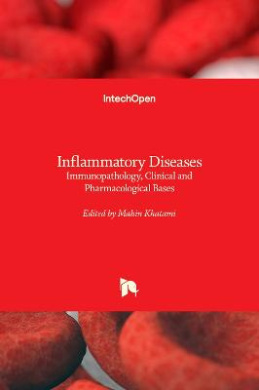 IntechOpen
Inflammatory Diseases
Immunopathology, Clinical and
Pharmacological Bases
Edited by Mahin Khatami